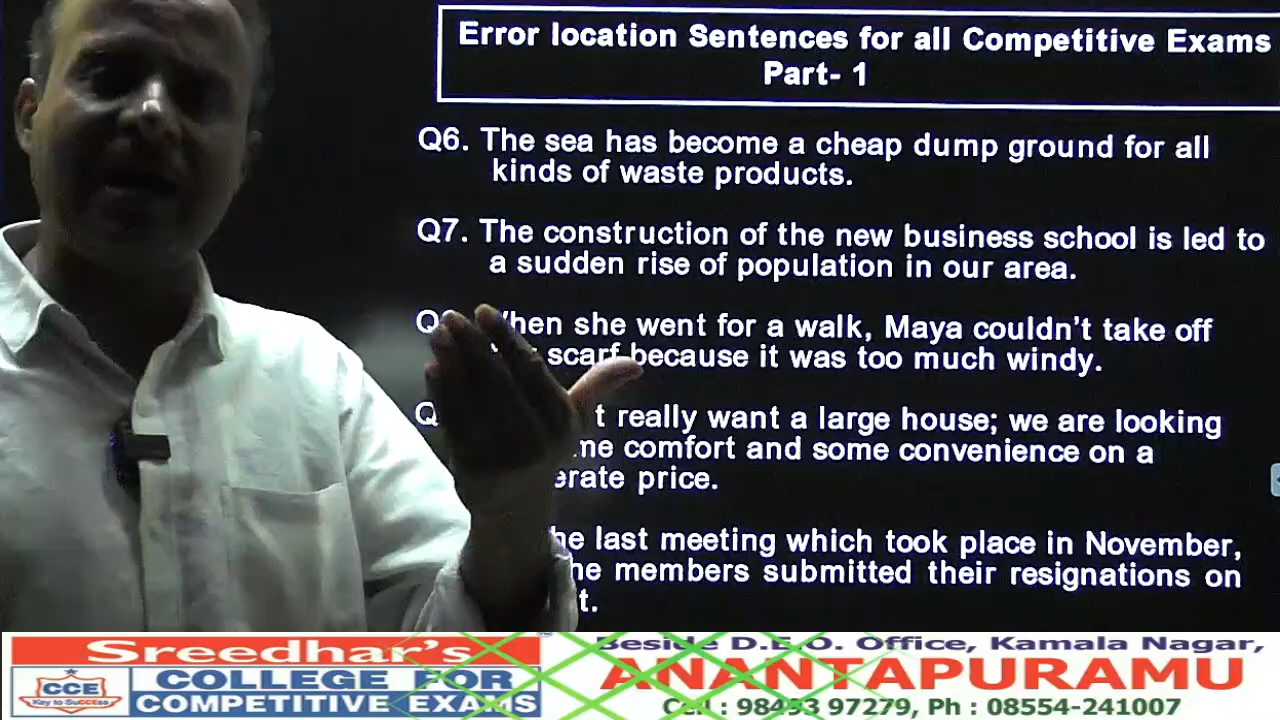 Error location Sentences for all Competitive Exams
Part- 1
Q6. The sea has become a cheap dump ground for all
kinds of waste products.
Q7. The construction of the new business school is led to
a sudden rise of population in our area.
When she went for a walk, Maya couldn't take off
scarf because it was too much windy.
really want a large house; we are looking
comfort and some convenience on a
price.
last meeting which took place in November,
members submitted their resignations on
Sreedhar's
CCE
Key to Success
COLLEGE FOR
COMPETITIVE EXAMS
Beside D.E.O. Office, Kamala Nagar,
ANANTAPURAMU
Cell : 98493 97279, Ph : 08554-241007